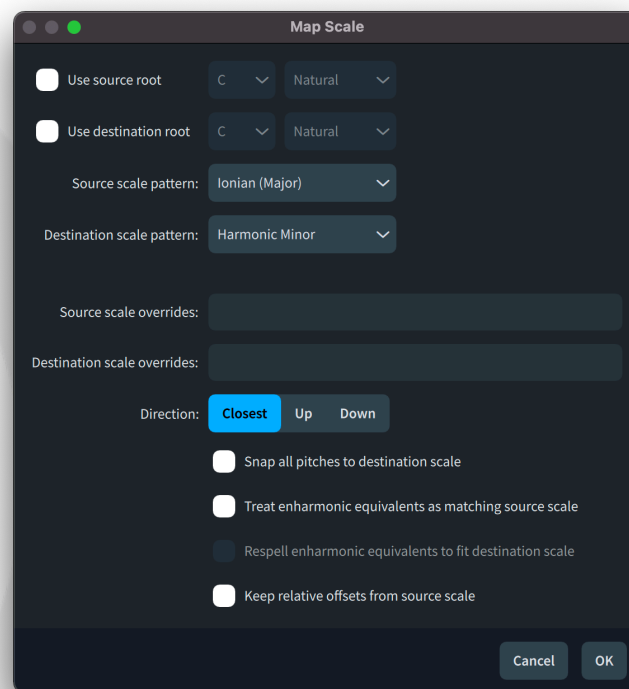 Map Scale
Use source root C Natural
Use destination root C Natural
Source scale pattern: Ionian (Major)
Destination scale pattern: Harmonic Minor
Source scale overrides:
Destination scale overrides:
Direction: Closest Up Down
Snap all pitches to destination scale
Treat enharmonic equivalents as matching source scale
Respell enharmonic equivalents to fit destination scale
Keep relative offsets from source scale
Cancel OK